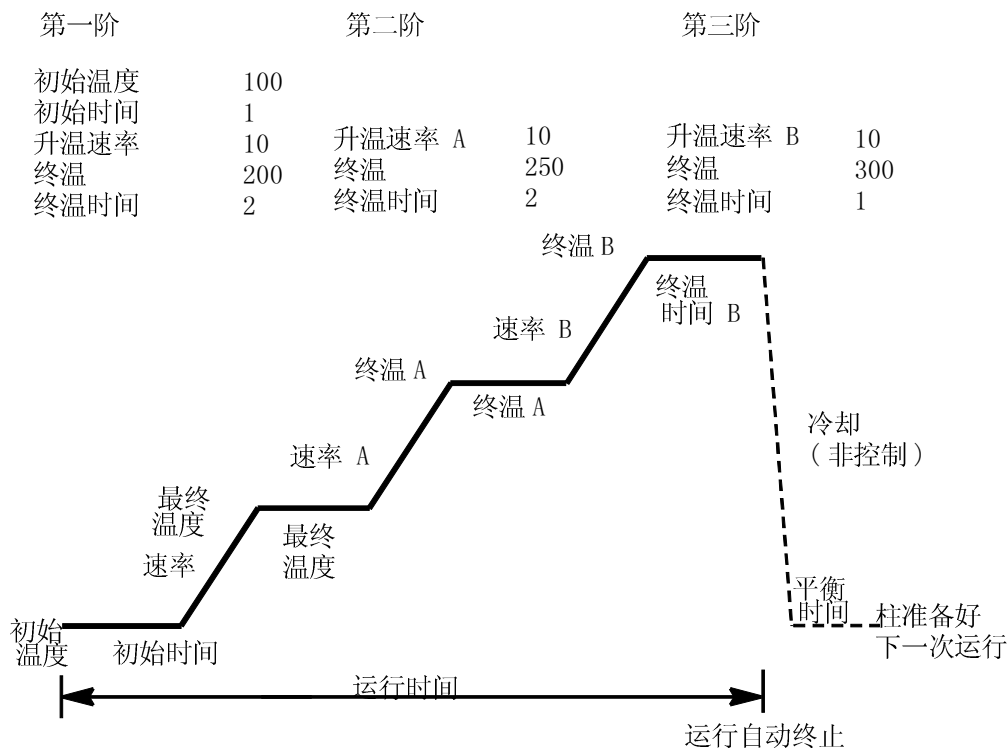 第一阶 第二阶 第三阶
初始温度 100
初始时间 1
升温速率 10 升温速率 A 10 升温速率 B 10
终温 200 终温 250 终温 300
终温时间 2 终温时间 2 终温时间 1
终温 B
终温
时间 B
速率 B
终温 A
终温 A
冷却
(非控制)
速率 A
最终
温度
最终
温度
速率
平衡
时间
柱准备好
下一次运行
初始
温度
初始时间
运行时间
运行自动终止